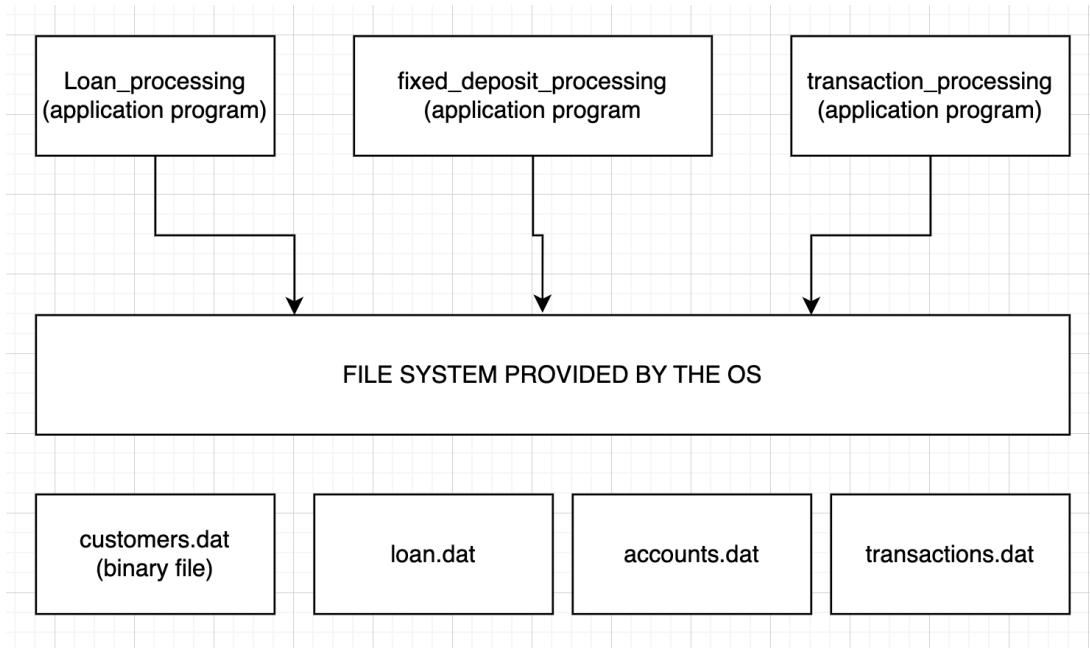 Loan_processing
(application program)
fixed_deposit_processing
(application program
transaction_processing
(application program)
FILE SYSTEM PROVIDED BY THE OS
customers.dat
(binary file)
loan.dat
accounts.dat
transactions.dat